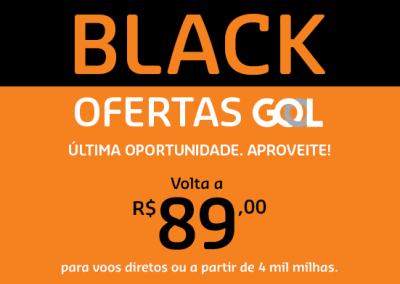 BLACK
OFERTAS GOL
ÚLTIMA OPORTUNIDADE. APROVEITE!
Volta a
R$ 89,00
para voos diretos ou a partir de 4 mil milhas.